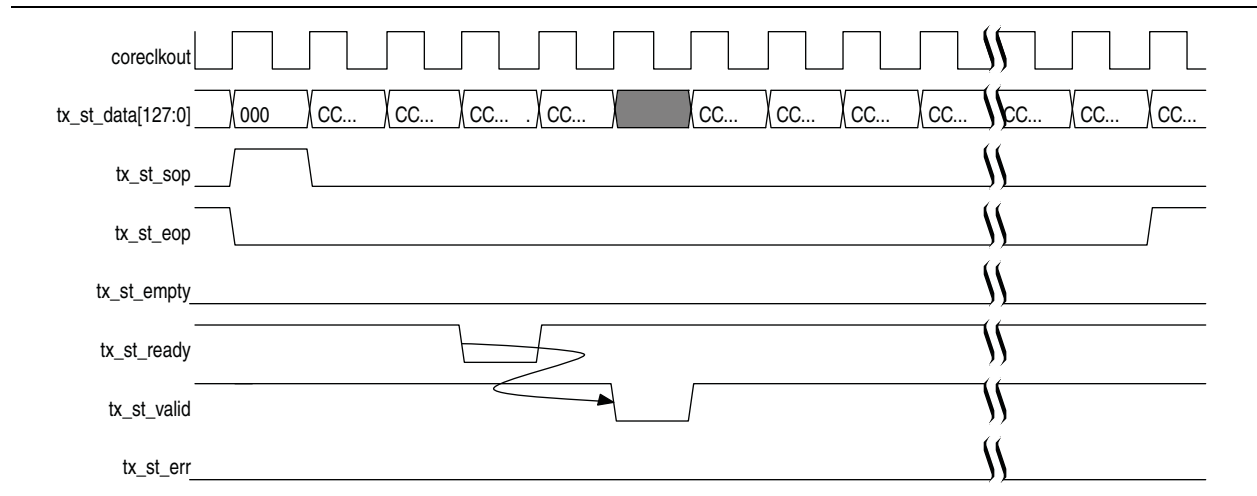 coreclkout
tx_st_data[127:0] 000 CC... CC... CC... . CC... CC... CC... CC... CC... CC... CC... CC...
tx_st_sop
tx_st_eop
tx_st_empty
tx_st_ready
tx_st_valid
tx_st_err